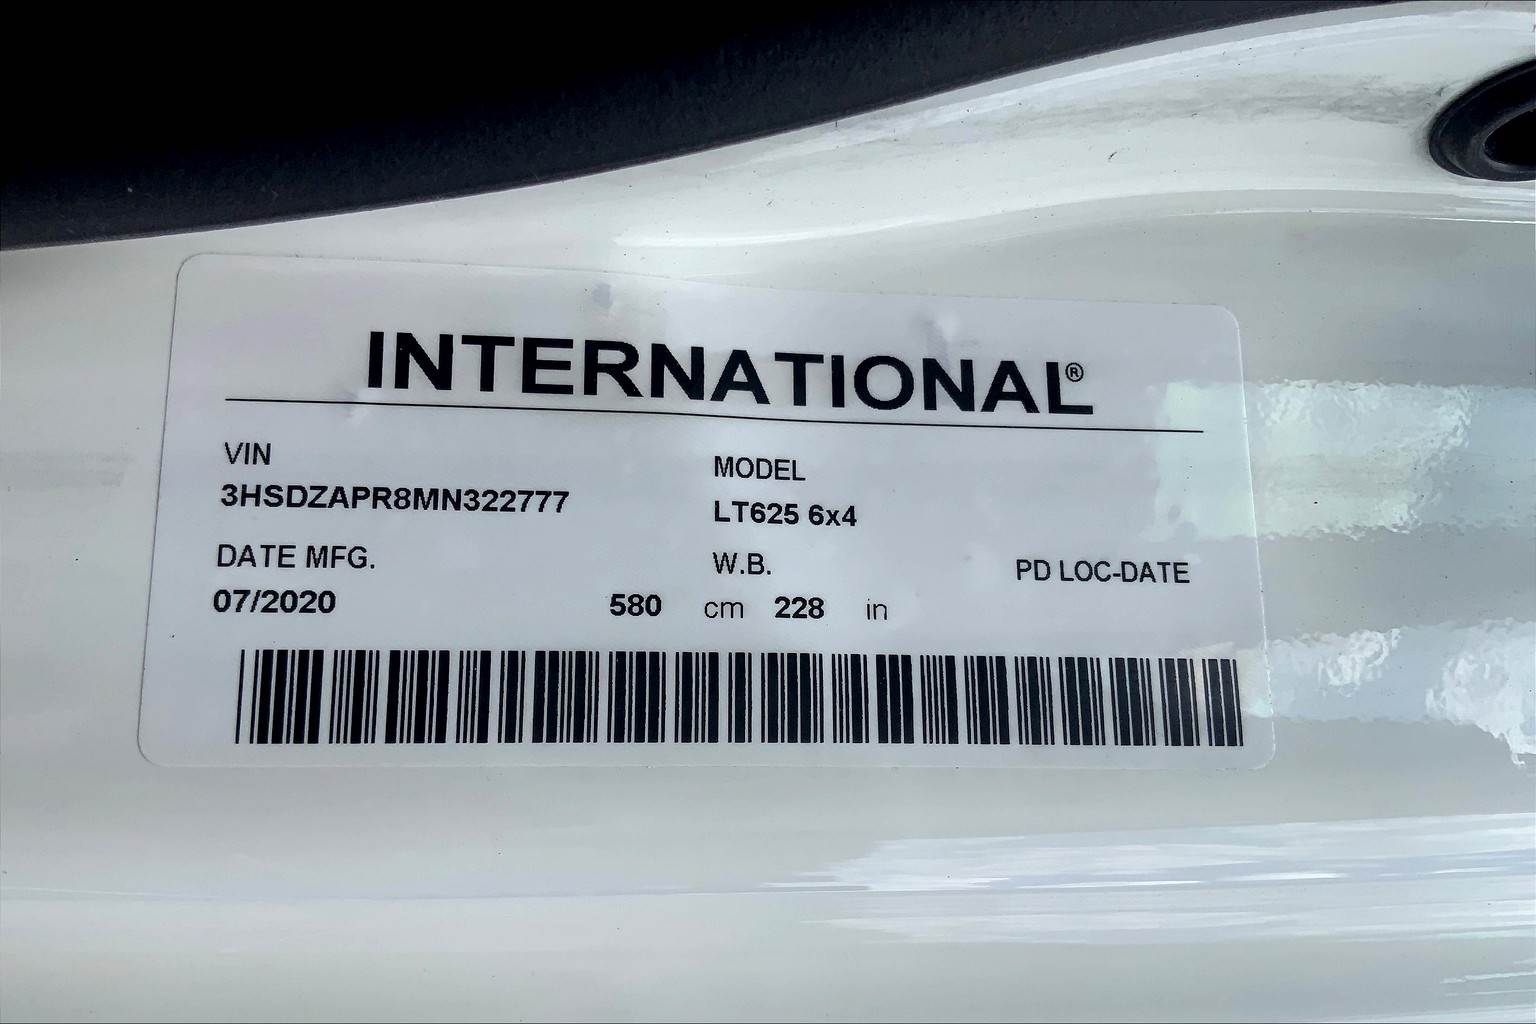 INTERNATIONAL®
VIN
3HSDZAPR8MN322777
MODEL
LT625 6x4
DATE MFG.
07/2020
W.B.
580 cm 228 in
PD LOC-DATE